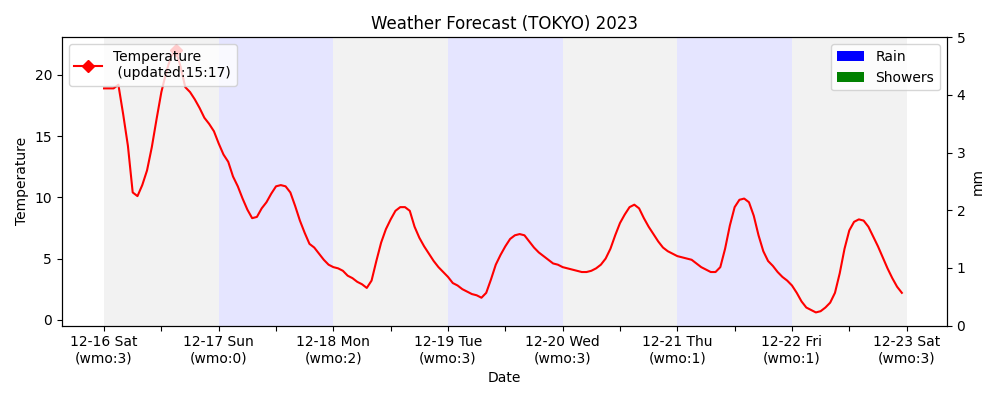 Weather Forecast (TOKYO) 2023
Temperature
(updated:15:17)
Rain
Showers
20
15
10
5
0
Temperature
5
4
3
2
1
0
mm
12-16 Sat
(wmo:3)
12-17 Sun
(wmo:0)
12-18 Mon
(wmo:2)
12-19 Tue
(wmo:3)
12-20 Wed
(wmo:3)
12-21 Thu
(wmo:1)
12-22 Fri
(wmo:1)
12-23 Sat
(wmo:3)
Date